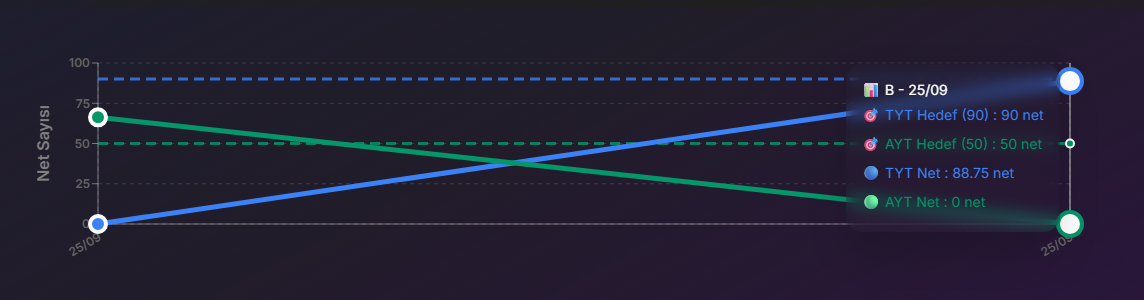 Net Sayısı
100
75
50
25
0
25/09
25/09
📊 B - 25/09
🎯 TYT Hedef (90) : 90 net
🎯 AYT Hedef (50) : 50 net
🔵 TYT Net : 88.75 net
🟢 AYT Net : 0 net